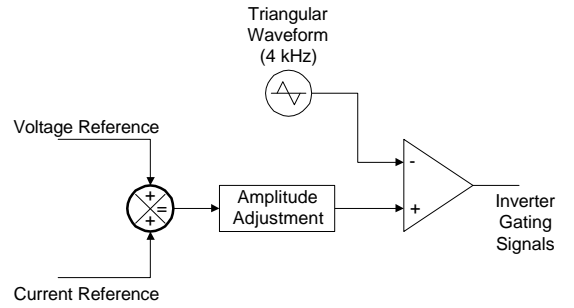 Triangular
Waveform
(4 kHz)
Voltage Reference
-
+
=
+
Amplitude
Adjustment
+
Inverter
Gating
Signals
Current Reference